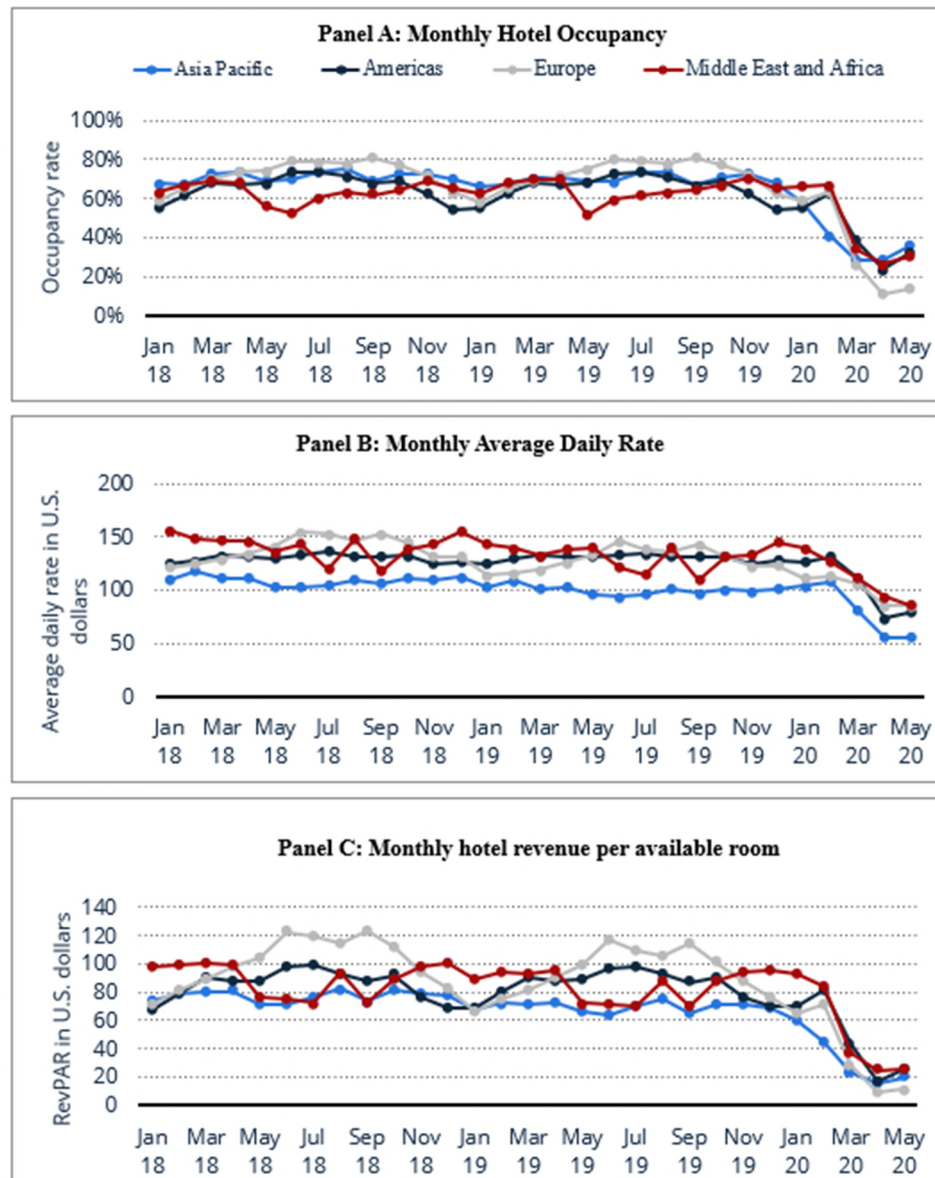 Panel A: Monthly Hotel Occupancy
Asia Pacific Americas Europe Middle East and Africa
Occupancy rate
100%
80%
60%
40%
20%
0%
Jan Mar May Jul Sep Nov Jan Mar May Jul Sep Nov Jan Mar May
18 18 18 18 18 18 19 19 19 19 19 19 20 20 20
Panel B: Monthly Average Daily Rate
Average daily rate in U.S.
dollars
200
150
100
50
0
Jan Mar May Jul Sep Nov Jan Mar May Jul Sep Nov Jan Mar May
18 18 18 18 18 18 19 19 19 19 19 19 20 20 20
Panel C: Monthly hotel revenue per available room
RevPAR in U.S. dollars
140
120
100
80
60
40
20
0
Jan Mar May Jul Sep Nov Jan Mar May Jul Sep Nov Jan Mar May
18 18 18 18 18 18 19 19 19 19 19 19 20 20 20